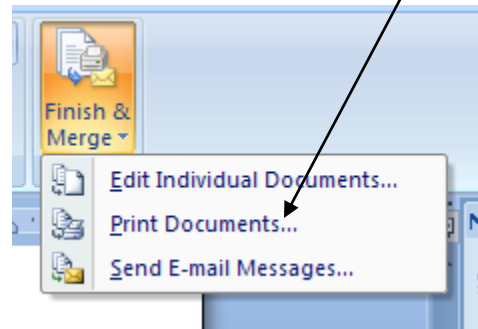 Finish &
Merge
Edit Individual Documents...
Print Documents...
Send E-mail Messages...